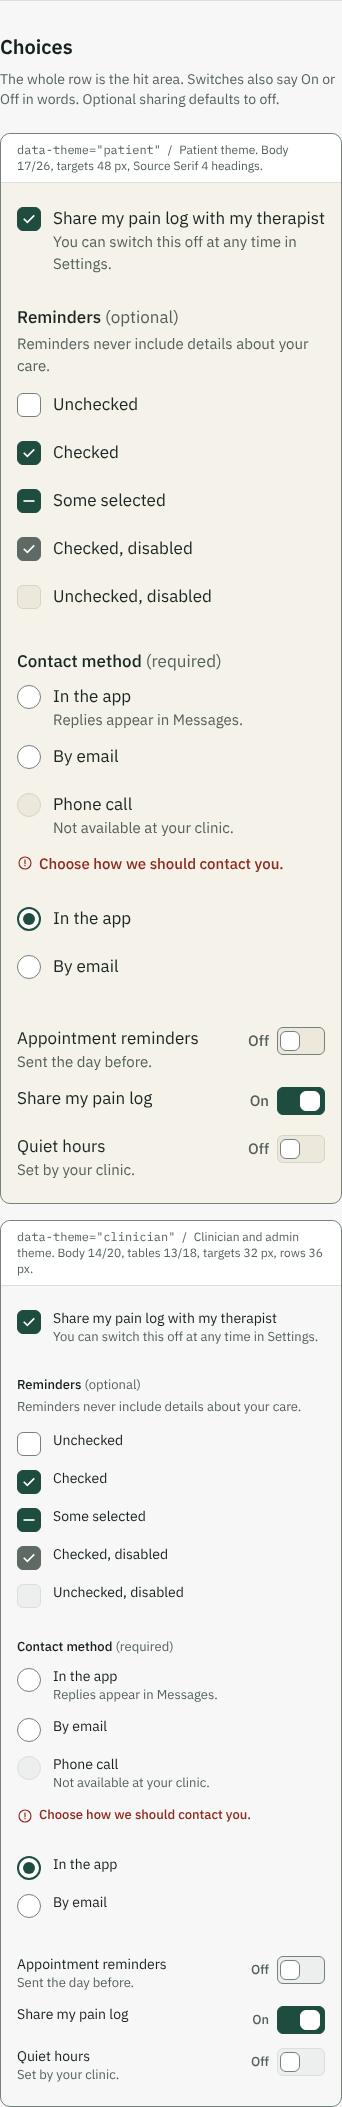 Choices
The whole row is the hit area. Switches also say On or
Off in words. Optional sharing defaults to off.
data-theme="patient" / Patient theme. Body
17/26, targets 48 px, Source Serif 4 headings.
Share my pain log with my therapist
You can switch this off at any time in
Settings.
Reminders (optional)
Reminders never include details about your
care.
Unchecked
Checked
Some selected
Checked, disabled
Unchecked, disabled
Contact method (required)
In the app
Replies appear in Messages.
By email
Phone call
Not available at your clinic.
Choose how we should contact you.
In the app
By email
Appointment reminders Off
Sent the day before.
Share my pain log On
Quiet hours Off
Set by your clinic.
data-theme="clinician" / Clinician and admin
theme. Body 14/20, tables 13/18, targets 32 px, rows 36
px.
Share my pain log with my therapist
You can switch this off at any time in Settings.
Reminders (optional)
Reminders never include details about your care.
Unchecked
Checked
Some selected
Checked, disabled
Unchecked, disabled
Contact method (required)
In the app
Replies appear in Messages.
By email
Phone call
Not available at your clinic.
Choose how we should contact you.
In the app
By email
Appointment reminders Off
Sent the day before.
Share my pain log On
Quiet hours Off
Set by your clinic.